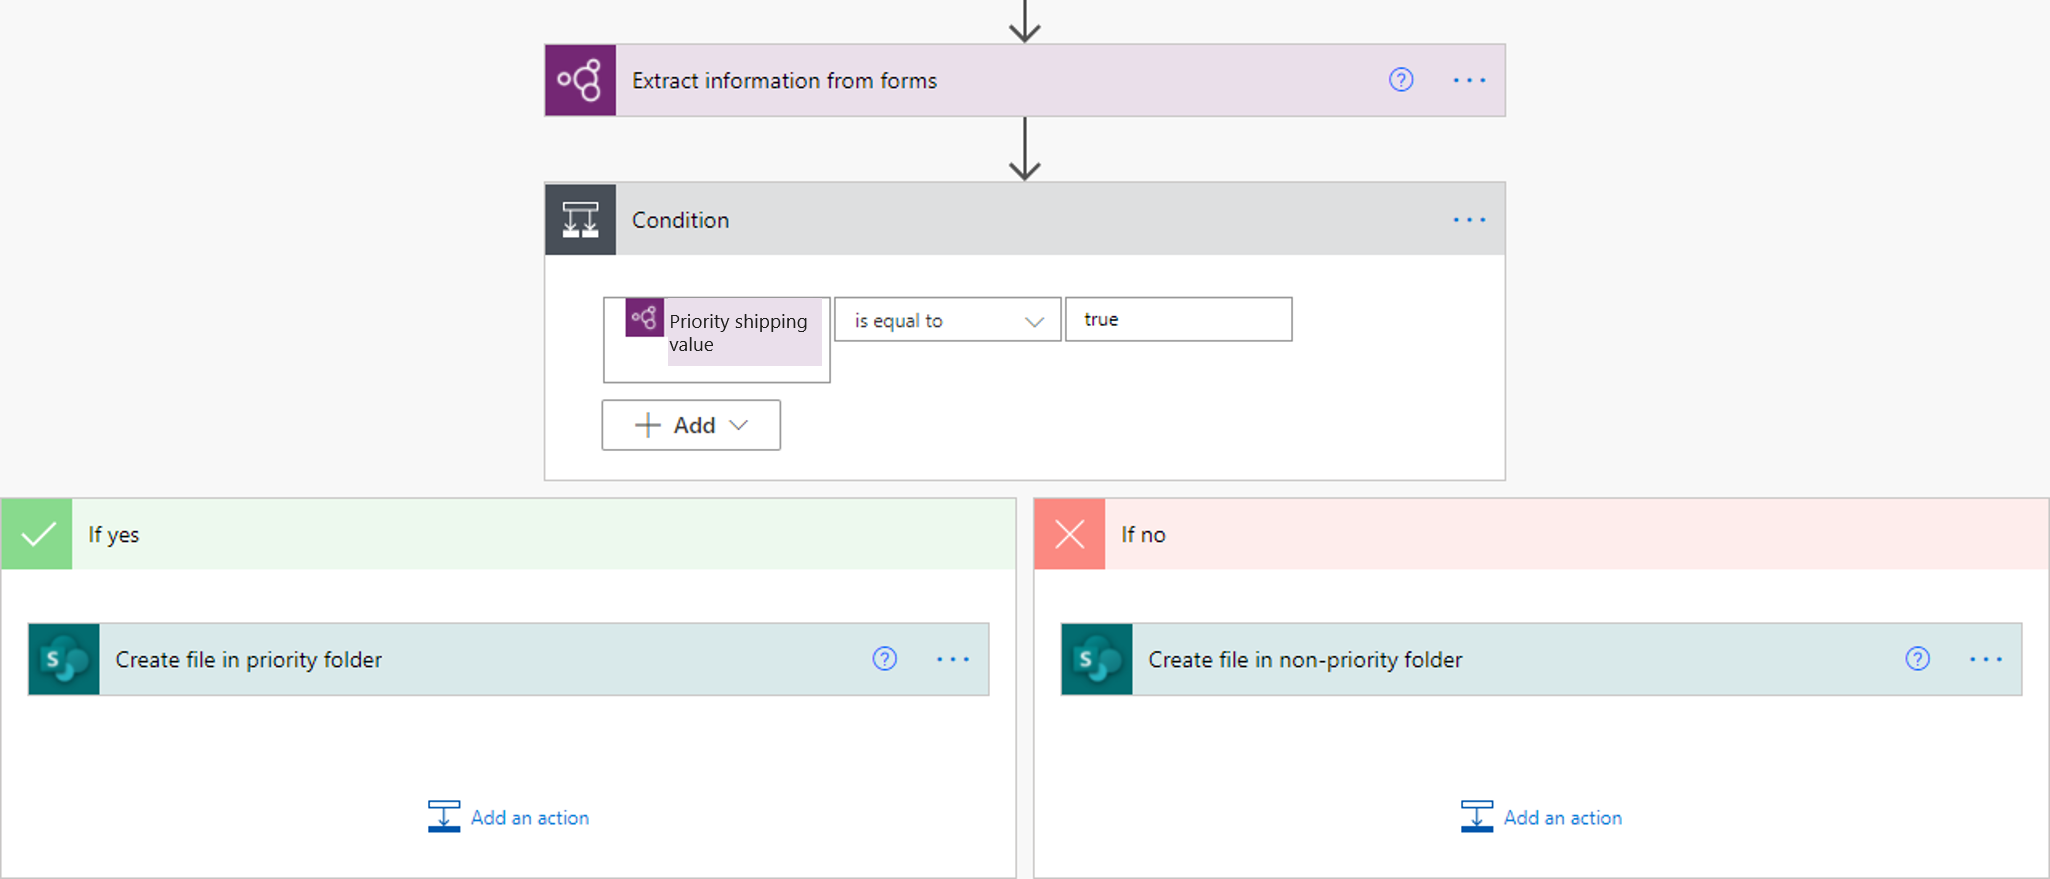 Extract information from forms
Condition
Priority shipping
value
is equal to
true
Add
If yes
If no
S
Create file in priority folder
S
Create file in non-priority folder
Add an action
Add an action